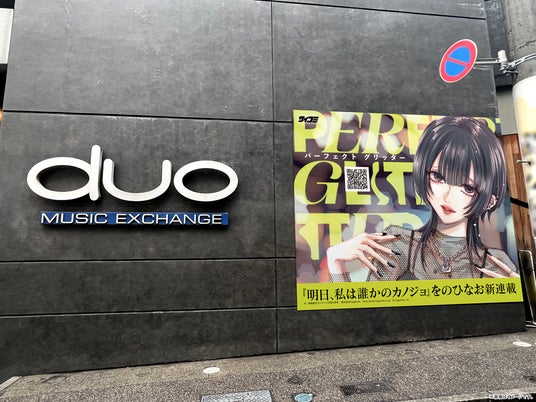 duo
MUSIC EXCHANGE
サイコミ
PERFECT
パーフェクト グリッター
GLITTER
『明日、私は誰かのカノジョ』をのひなお新連載